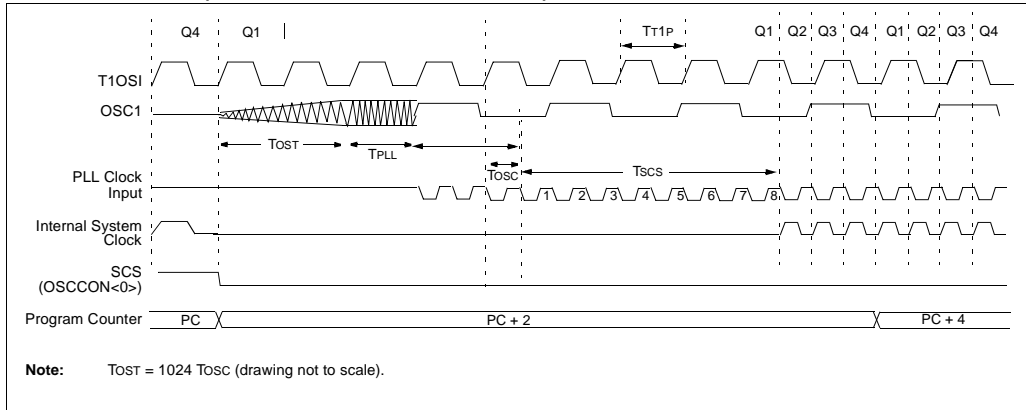 Q4 Q1 TT1P Q1 Q2 Q3 Q4 Q1 Q2 Q3 Q4
T1OSI
OSC1
TOST TPLL
TOSC TSCS
PLL Clock
Input
1 2 3 4 5 6 7 8
Internal System
Clock
SCS
(OSCCON<0>)
Program Counter PC PC + 2 PC + 4
Note: TOST = 1024 TOSC (drawing not to scale).